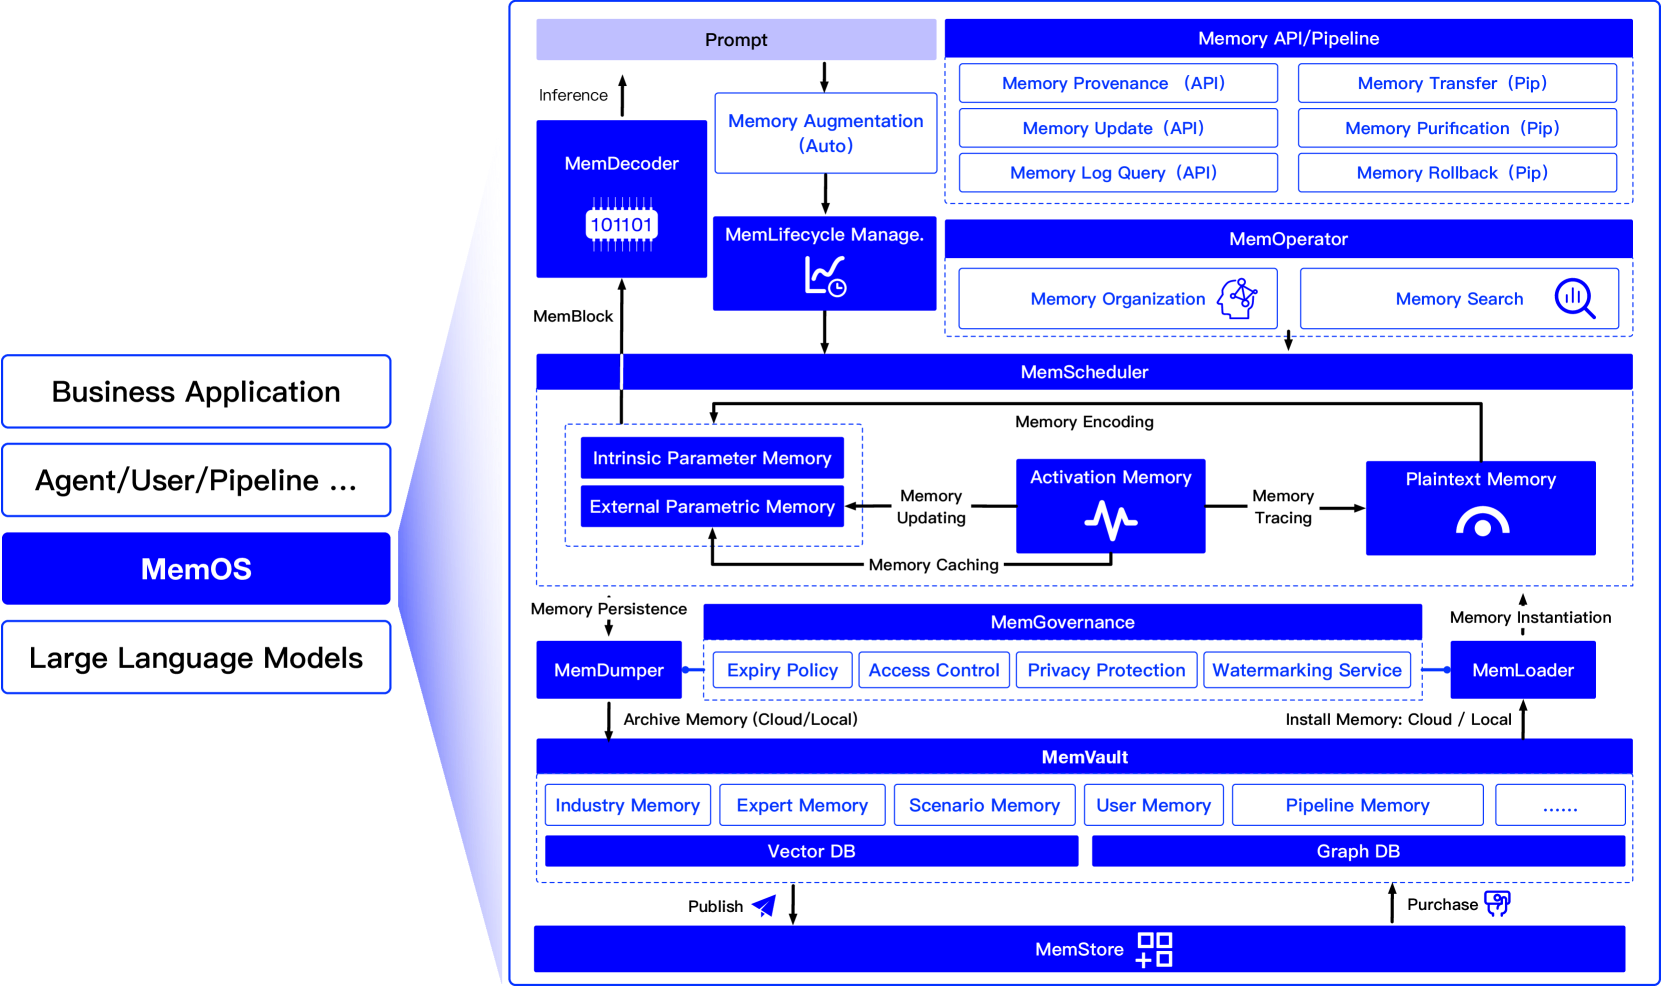 Business Application
Agent/User/Pipeline ...
MemOS
Large Language Models
Prompt
Inference
MemDecoder
101101
MemBlock
Memory Augmentation
(Auto)
MemLifecycle Manage.
Memory API/Pipeline
Memory Provenance (API)
Memory Transfer (Pip)
Memory Update (API)
Memory Purification (Pip)
Memory Log Query (API)
Memory Rollback (Pip)
MemOperator
Memory Organization
Memory Search
MemScheduler
Memory Encoding
Intrinsic Parameter Memory
External Parametric Memory
Memory
Updating
Activation Memory
Memory
Tracing
Plaintext Memory
Memory Caching
Memory Persistence
MemGovernance
Memory Instantiation
MemDumper
Expiry Policy
Access Control
Privacy Protection
Watermarking Service
MemLoader
Archive Memory (Cloud/Local)
Install Memory: Cloud / Local
MemVault
Industry Memory
Expert Memory
Scenario Memory
User Memory
Pipeline Memory
......
Vector DB
Graph DB
Publish
Purchase
MemStore